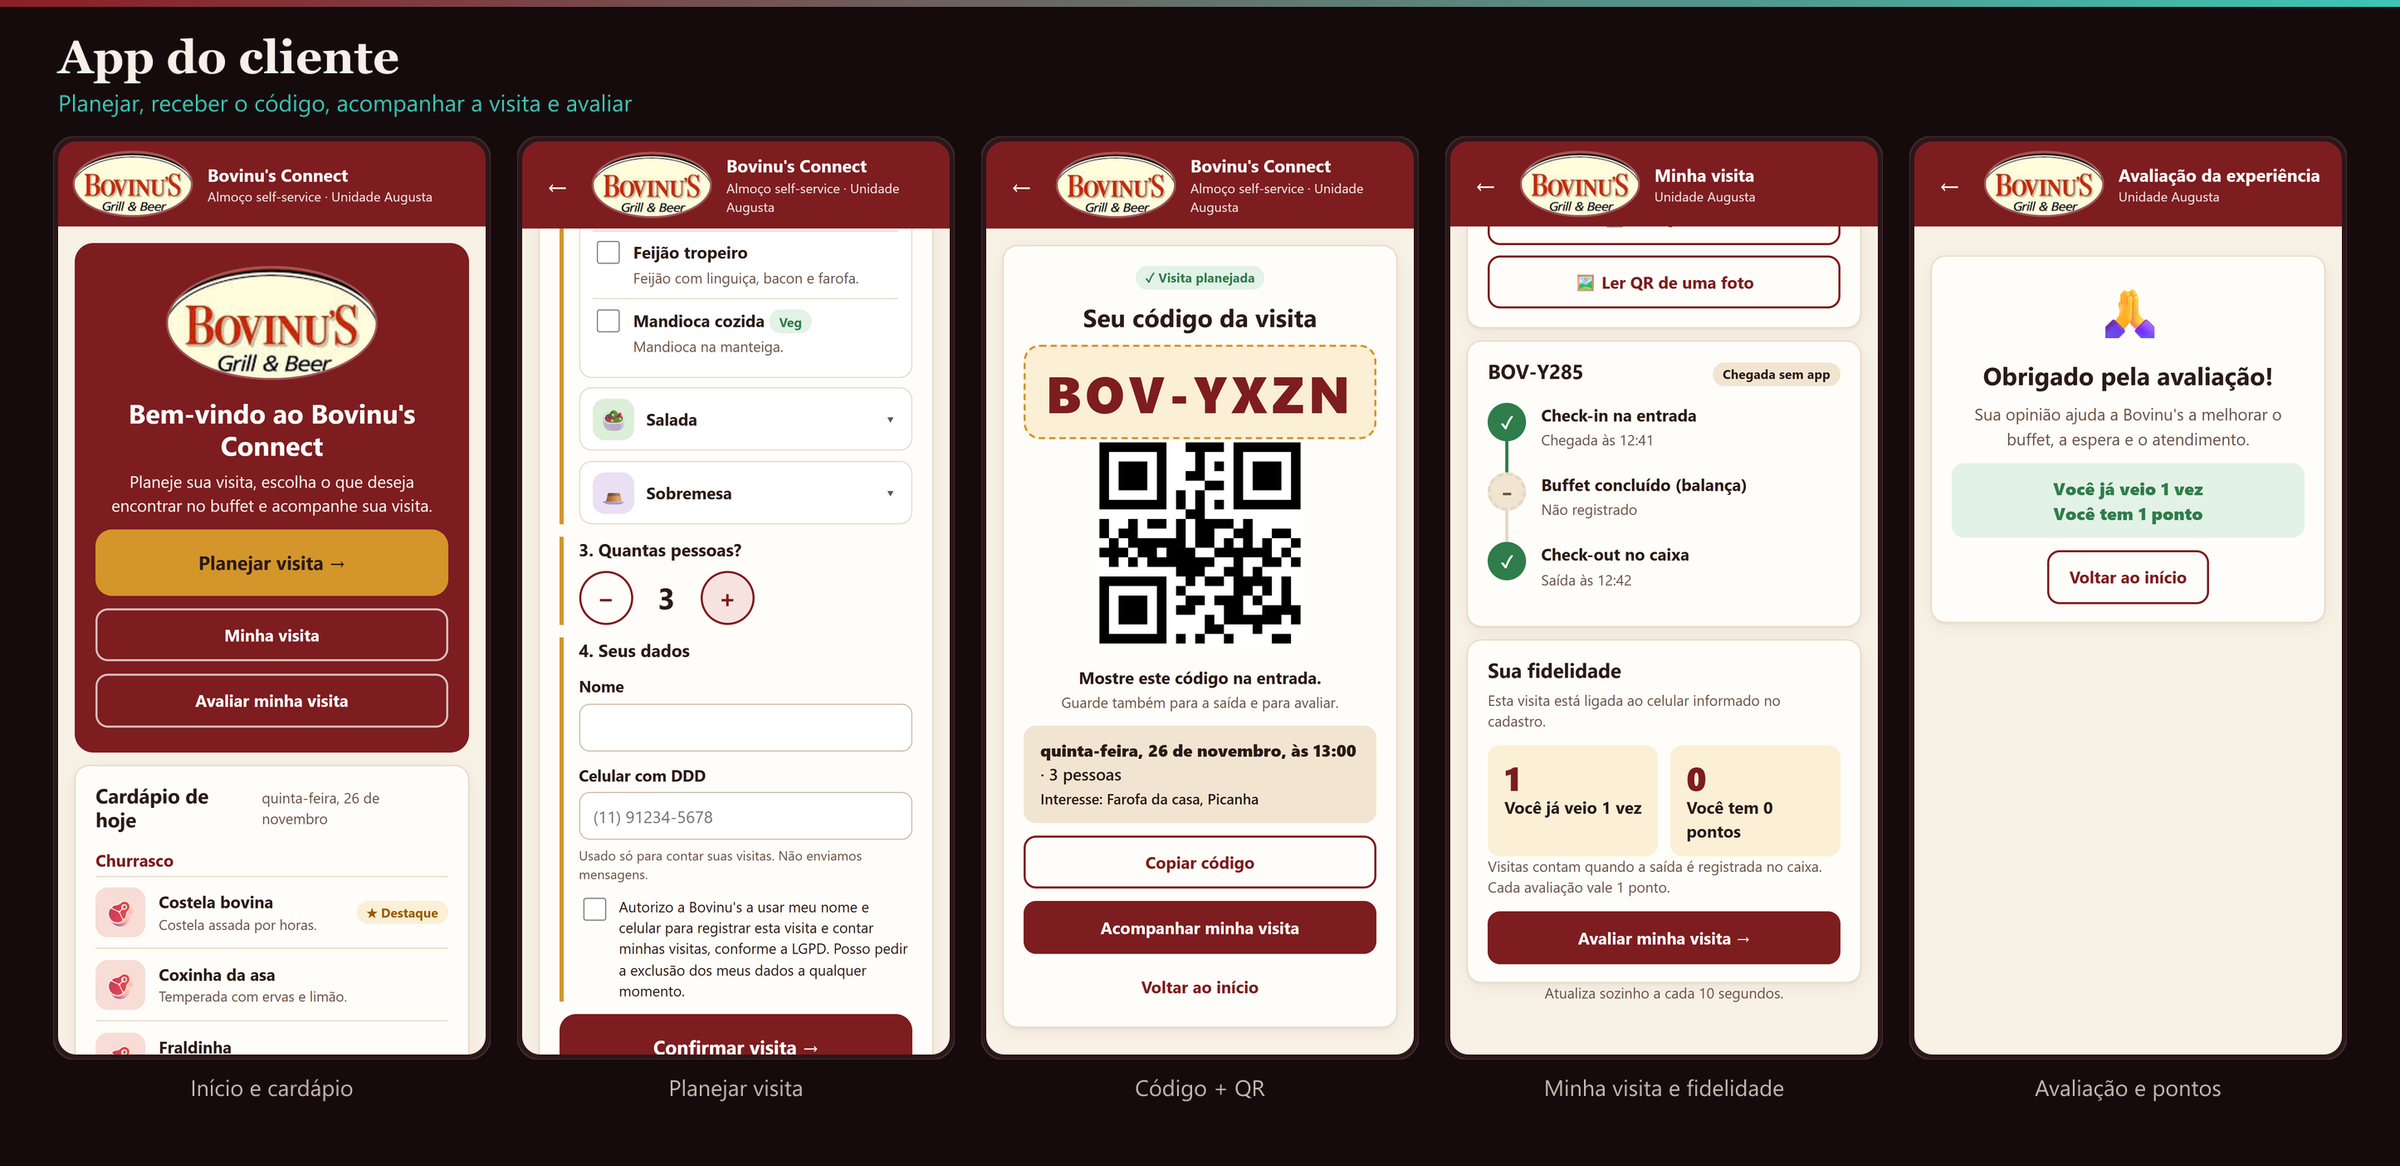 App do cliente
Planejar, receber o código, acompanhar a visita e avaliar
BOVINU'S
Grill & Beer
Bovinu's Connect
Almoço self-service · Unidade Augusta
BOVINU'S
Grill & Beer
Bem-vindo ao Bovinu's
Connect
Planeje sua visita, escolha o que deseja
encontrar no buffet e acompanhe sua visita.
Planejar visita →
Minha visita
Avaliar minha visita
Cardápio de
hoje
quinta-feira, 26 de
novembro
Churrasco
Costela bovina
Costela assada por horas.
★ Destaque
Coxinha da asa
Temperada com ervas e limão.
Fraldinha
Início e cardápio
←
BOVINU'S
Grill & Beer
Bovinu's Connect
Almoço self-service · Unidade
Augusta
Feijão tropeiro
Feijão com linguiça, bacon e farofa.
Mandioca cozida Veg
Mandioca na manteiga.
Salada ▾
Sobremesa ▾
3. Quantas pessoas?
− 3 +
4. Seus dados
Nome
Celular com DDD
(11) 91234-5678
Usado só para contar suas visitas. Não enviamos
mensagens.
Autorizo a Bovinu's a usar meu nome e
celular para registrar esta visita e contar
minhas visitas, conforme a LGPD. Posso pedir
a exclusão dos meus dados a qualquer
momento.
Confirmar visita →
Planejar visita
←
BOVINU'S
Grill & Beer
Bovinu's Connect
Almoço self-service · Unidade
Augusta
✓ Visita planejada
Seu código da visita
BOV-YXZN
Mostre este código na entrada.
Guarde também para a saída e para avaliar.
quinta-feira, 26 de novembro, às 13:00
· 3 pessoas
Interesse: Farofa da casa, Picanha
Copiar código
Acompanhar minha visita
Voltar ao início
Código + QR
←
BOVINU'S
Grill & Beer
Minha visita
Unidade Augusta
Ler QR de uma foto
BOV-Y285
Chegada sem app
✓ Check-in na entrada
Chegada às 12:41
– Buffet concluído (balança)
Não registrado
✓ Check-out no caixa
Saída às 12:42
Sua fidelidade
Esta visita está ligada ao celular informado no
cadastro.
1
Você já veio 1 vez
0
Você tem 0
pontos
Visitas contam quando a saída é registrada no caixa.
Cada avaliação vale 1 ponto.
Avaliar minha visita →
Atualiza sozinho a cada 10 segundos.
Minha visita e fidelidade
←
BOVINU'S
Grill & Beer
Avaliação da experiência
Unidade Augusta
Obrigado pela avaliação!
Sua opinião ajuda a Bovinu's a melhorar o
buffet, a espera e o atendimento.
Você já veio 1 vez
Você tem 1 ponto
Voltar ao início
Avaliação e pontos